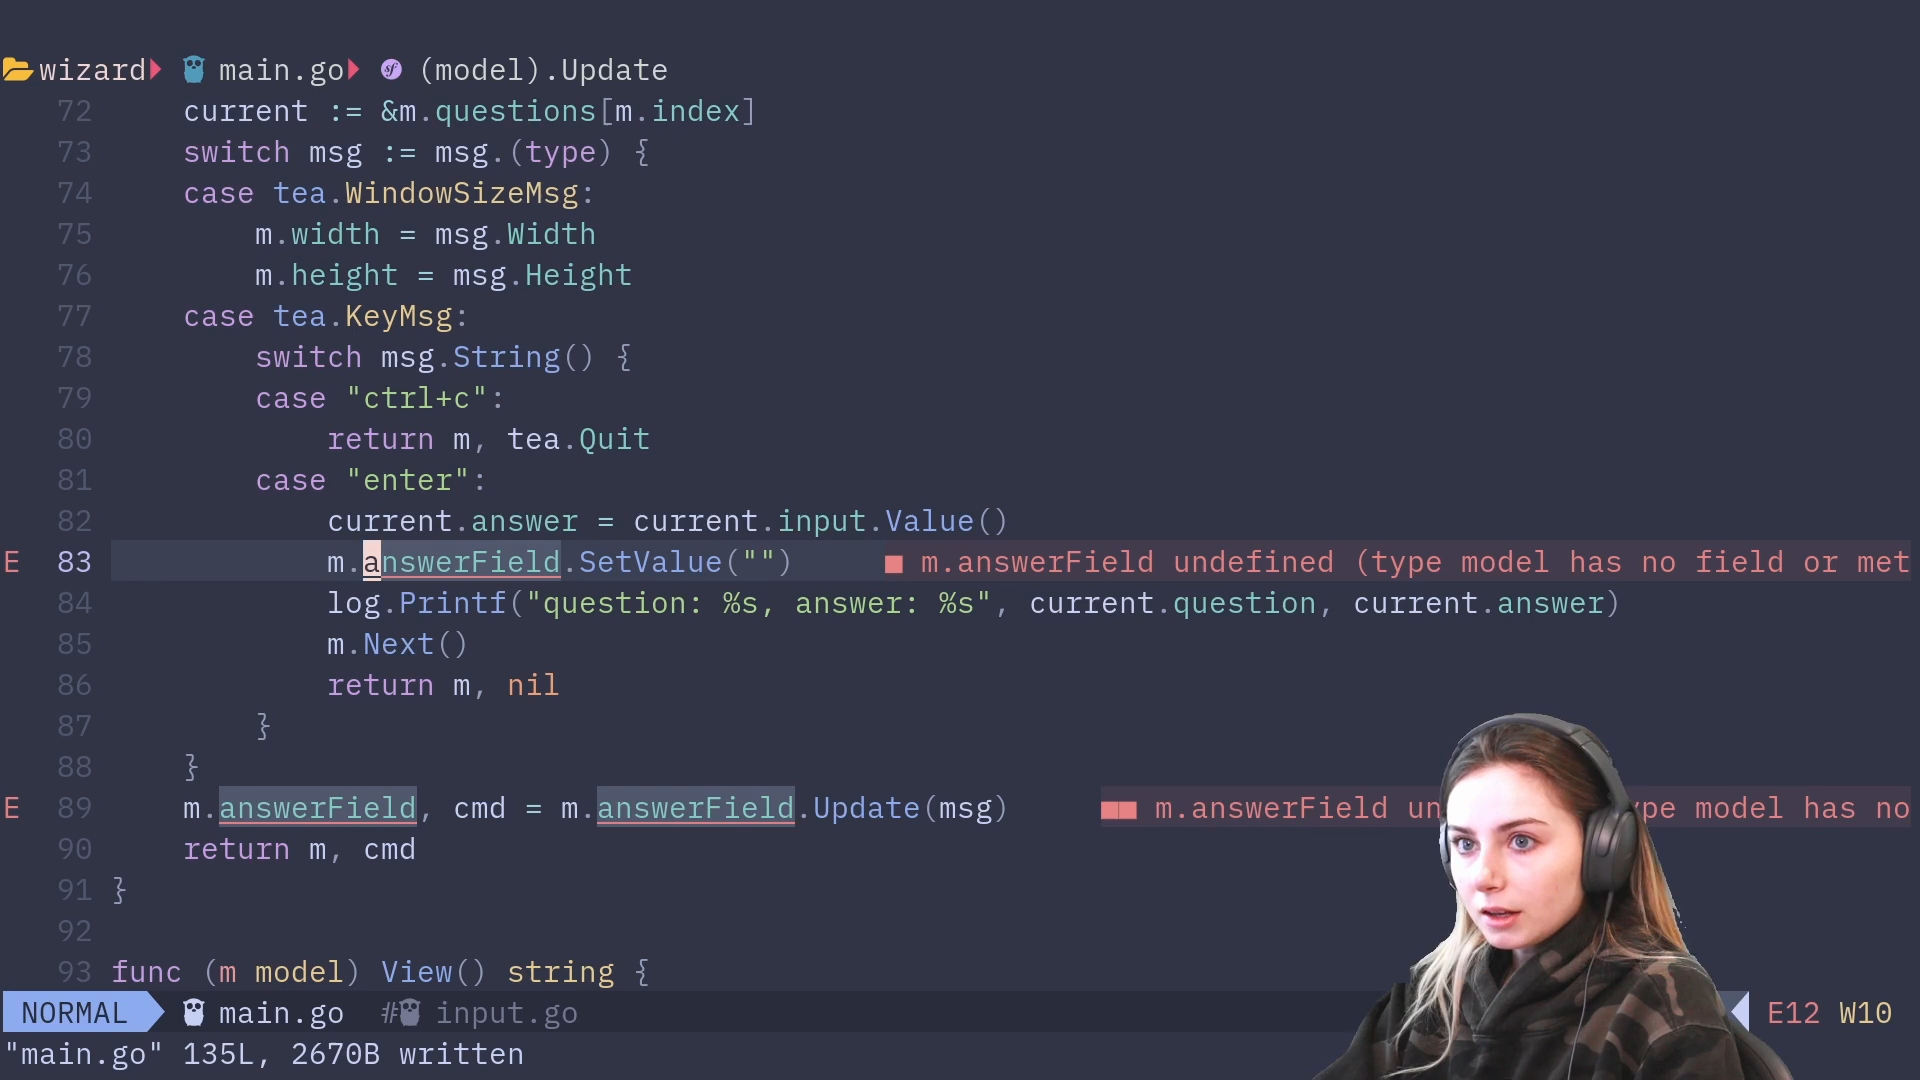 wizard main.go (model).Update
72 current := &m.questions[m.index]
73 switch msg := msg.(type) {
74 case tea.WindowSizeMsg:
75 m.width = msg.Width
76 m.height = msg.Height
77 case tea.KeyMsg:
78 switch msg.String() {
79 case "ctrl+c":
80 return m, tea.Quit
81 case "enter":
82 current.answer = current.input.Value()
E 83 m.answerField.SetValue("") ■ m.answerField undefined (type model has no field or met
84 log.Printf("question: %s, answer: %s", current.question, current.answer)
85 m.Next()
86 return m, nil
87 }
88 }
E 89 m.answerField, cmd = m.answerField.Update(msg) ■■ m.answerField un pe model has no
90 return m, cmd
91 }
92
93 func (m model) View() string {
NORMAL main.go # input.go E12 W10
"main.go" 135L, 2670B written